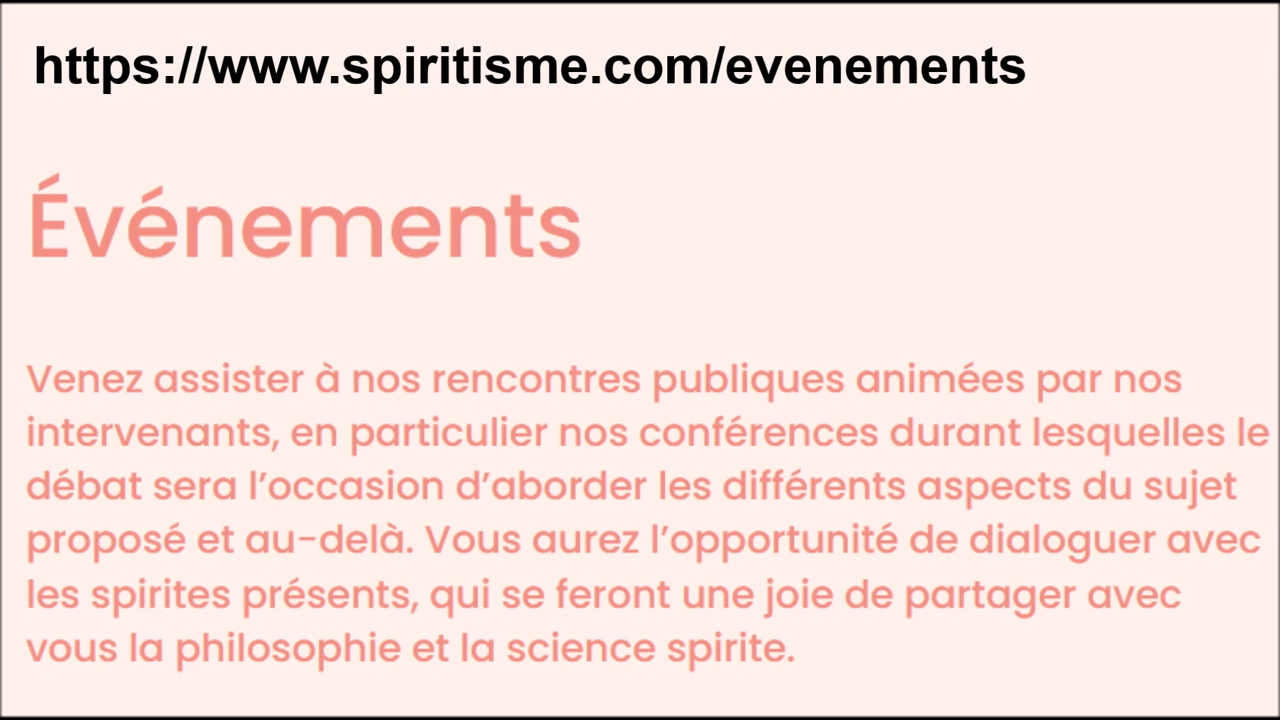 https://www.spiritisme.com/evenements
Événements
Venez assister à nos rencontres publiques animées par nos
intervenants, en particulier nos conférences durant lesquelles le
débat sera l’occasion d’aborder les différents aspects du sujet
proposé et au-delà. Vous aurez l’opportunité de dialoguer avec
les spirites présents, qui se feront une joie de partager avec
vous la philosophie et la science spirite.